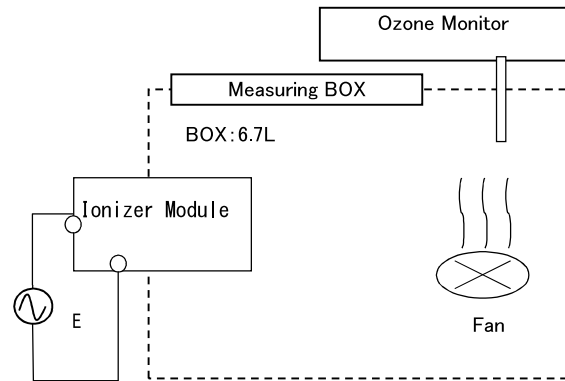 Ozone Monitor
Measuring BOX
BOX:6.7L
Ionizer Module
E
Fan